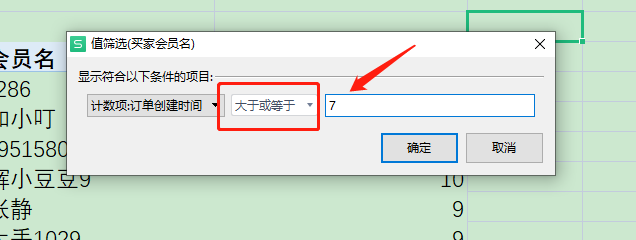 S 值筛选(买家会员名)
会员名
显示符合以下条件的项目:
286
计数项:订单创建时间 大于或等于 7
和小叮
951580
确定 取消
辉小豆豆9 10
张静 9
9